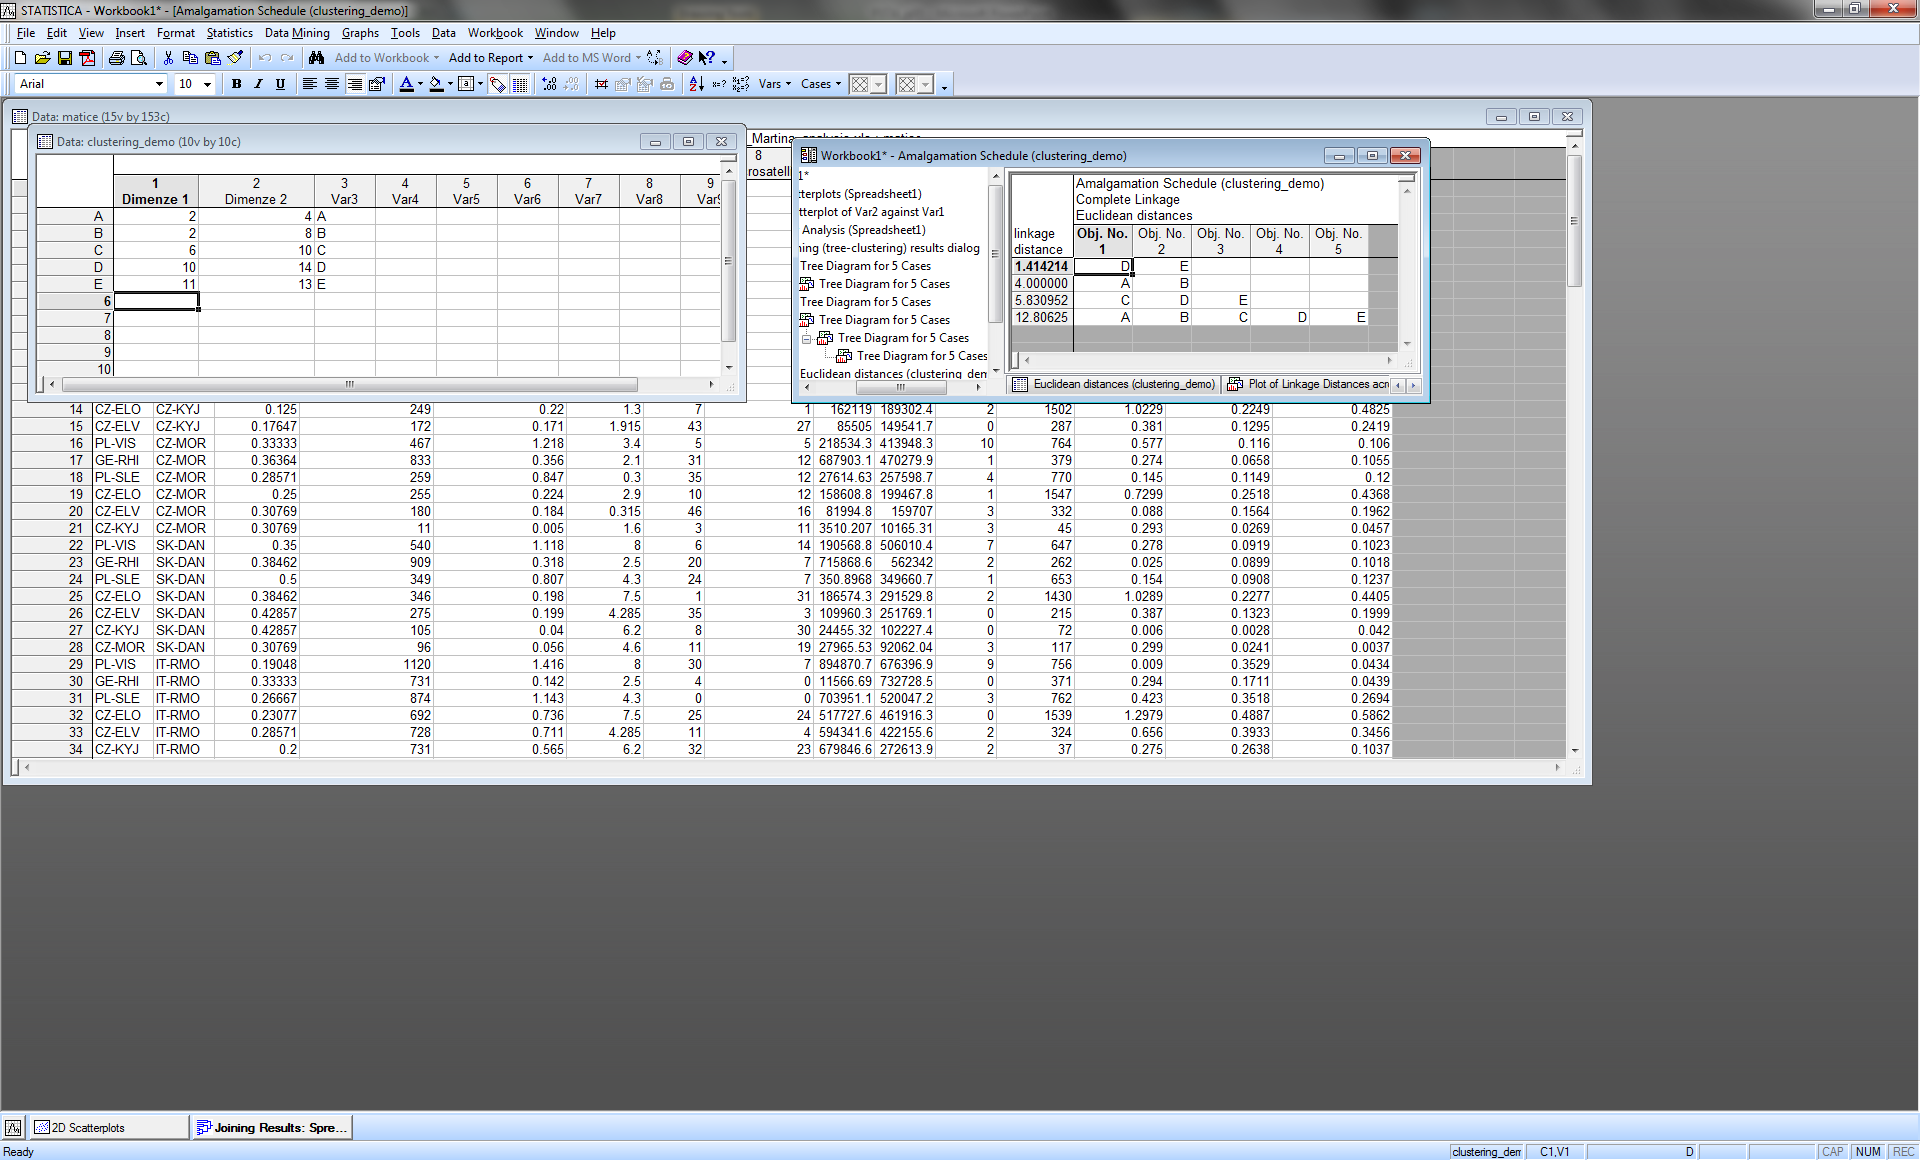 STATISTICA - Workbook1* - [Amalgamation Schedule (clustering_demo)]
File Edit View Insert Format Statistics Data Mining Graphs Tools Data Workbook Window Help
Add to Workbook Add to Report Add to MS Word
Arial 10 B I U Vars Cases
Data: matice (15v by 153c)
Data: clustering_demo (10v by 10c)
1 2 3 4 5 6 7 8 9
Dimenze 1 Dimenze 2 Var3 Var4 Var5 Var6 Var7 Var8 Var9
A 2 4 A
B 2 8 B
C 6 10 C
D 10 14 D
E 11 13 E
6
7
8
9
10
8
rosatell
Workbook1* - Amalgamation Schedule (clustering_demo)
1*
tterplots (Spreadsheet1)
tterplot of Var2 against Var1
Analysis (Spreadsheet1)
ning (tree-clustering) results dialog
Tree Diagram for 5 Cases
Tree Diagram for 5 Cases
Tree Diagram for 5 Cases
Tree Diagram for 5 Cases
Tree Diagram for 5 Cases
Tree Diagram for 5 Cases
Euclidean distances (clustering_den
Amalgamation Schedule (clustering_demo)
Complete Linkage
Euclidean distances
linkage Obj. No. Obj. No. Obj. No. Obj. No. Obj. No.
distance 1 2 3 4 5
1.414214 D E
4.000000 A B
5.830952 C D E
12.80625 A B C D E
Euclidean distances (clustering_demo) Plot of Linkage Distances acr
14 CZ-ELO CZ-KYJ 0.125 249 0.22 1.3 7 1 162119 189302.4 2 1502 1.0229 0.2249 0.4825
15 CZ-ELV CZ-KYJ 0.17647 172 0.171 1.915 43 27 85505 149541.7 0 287 0.381 0.1295 0.2419
16 PL-VIS CZ-MOR 0.33333 467 1.218 3.4 5 5 218534.3 413948.3 10 764 0.577 0.116 0.106
17 GE-RHI CZ-MOR 0.36364 833 0.356 2.1 31 12 687903.1 470279.9 1 379 0.274 0.0658 0.1055
18 PL-SLE CZ-MOR 0.28571 259 0.847 0.3 35 12 27614.63 257598.7 4 770 0.145 0.1149 0.12
19 CZ-ELO CZ-MOR 0.25 255 0.224 2.9 10 12 158608.8 199467.8 1 1547 0.7299 0.2518 0.4368
20 CZ-ELV CZ-MOR 0.30769 180 0.184 0.315 46 16 81994.8 159707 3 332 0.088 0.1564 0.1962
21 CZ-KYJ CZ-MOR 0.30769 11 0.005 1.6 3 11 3510.207 10165.31 3 45 0.293 0.0269 0.0457
22 PL-VIS SK-DAN 0.35 540 1.118 8 6 14 190568.8 506010.4 7 647 0.278 0.0919 0.1023
23 GE-RHI SK-DAN 0.38462 909 0.318 2.5 20 7 715868.6 562342 2 262 0.025 0.0899 0.1018
24 PL-SLE SK-DAN 0.5 349 0.807 4.3 24 7 350.8968 349660.7 1 653 0.154 0.0908 0.1237
25 CZ-ELO SK-DAN 0.38462 346 0.198 7.5 1 31 186574.3 291529.8 2 1430 1.0289 0.2277 0.4405
26 CZ-ELV SK-DAN 0.42857 275 0.199 4.285 35 3 109960.3 251769.1 0 215 0.387 0.1323 0.1999
27 CZ-KYJ SK-DAN 0.42857 105 0.04 6.2 8 30 24455.32 102227.4 0 72 0.006 0.0028 0.042
28 CZ-MOR SK-DAN 0.30769 96 0.056 4.6 11 19 27965.53 92062.04 3 117 0.299 0.0241 0.0037
29 PL-VIS IT-RMO 0.19048 1120 1.416 8 30 7 894870.7 676396.9 9 756 0.009 0.3529 0.0434
30 GE-RHI IT-RMO 0.33333 731 0.142 2.5 4 0 11566.69 732728.5 0 371 0.294 0.1711 0.0439
31 PL-SLE IT-RMO 0.26667 874 1.143 4.3 0 0 703951.1 520047.2 3 762 0.423 0.3518 0.2694
32 CZ-ELO IT-RMO 0.23077 692 0.736 7.5 25 24 517727.6 461916.3 0 1539 1.2979 0.4887 0.5862
33 CZ-ELV IT-RMO 0.28571 728 0.711 4.285 11 4 594341.6 422155.6 2 324 0.656 0.3933 0.3456
34 CZ-KYJ IT-RMO 0.2 731 0.565 6.2 32 23 679846.6 272613.9 2 37 0.275 0.2638 0.1037
2D Scatterplots Joining Results: Spre...
Ready clustering_den C1,V1 D CAP NUM REC